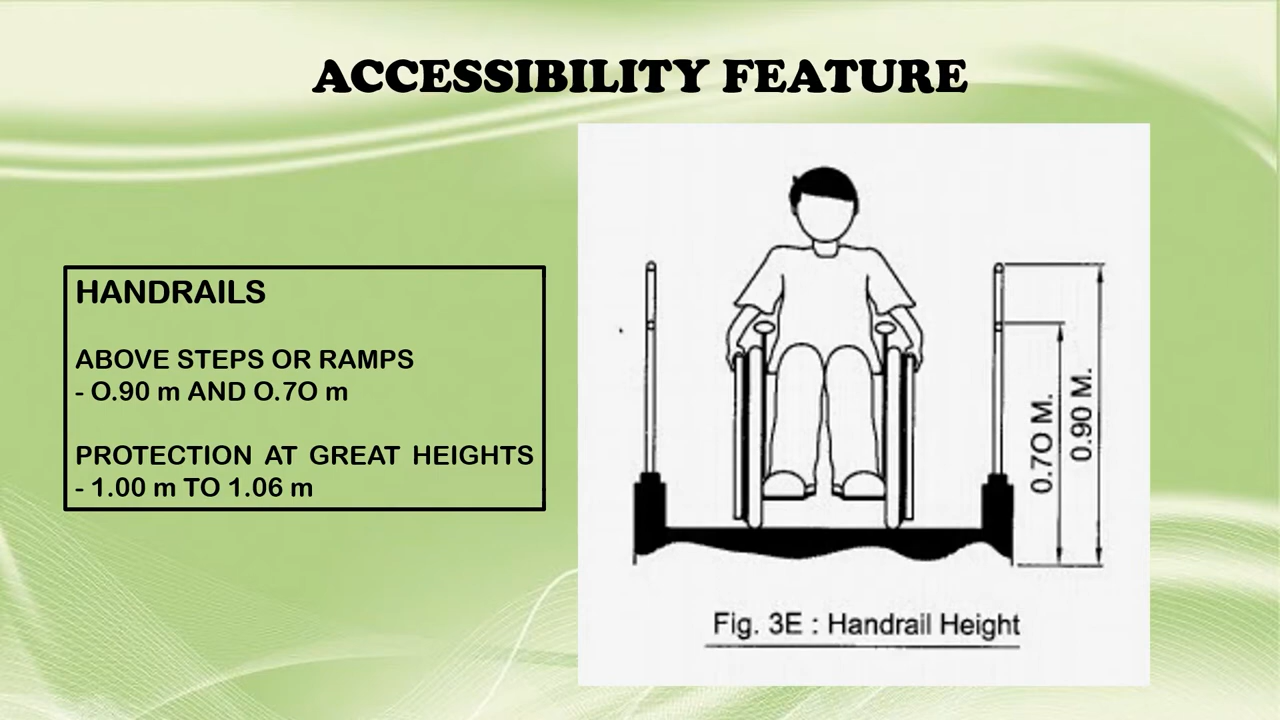 ACCESSIBILITY FEATURE
HANDRAILS
ABOVE STEPS OR RAMPS
- O.90 m AND O.7O m
PROTECTION AT GREAT HEIGHTS
- 1.00 m TO 1.06 m
0.7O M.
0.90 M.
Fig. 3E : Handrail Height